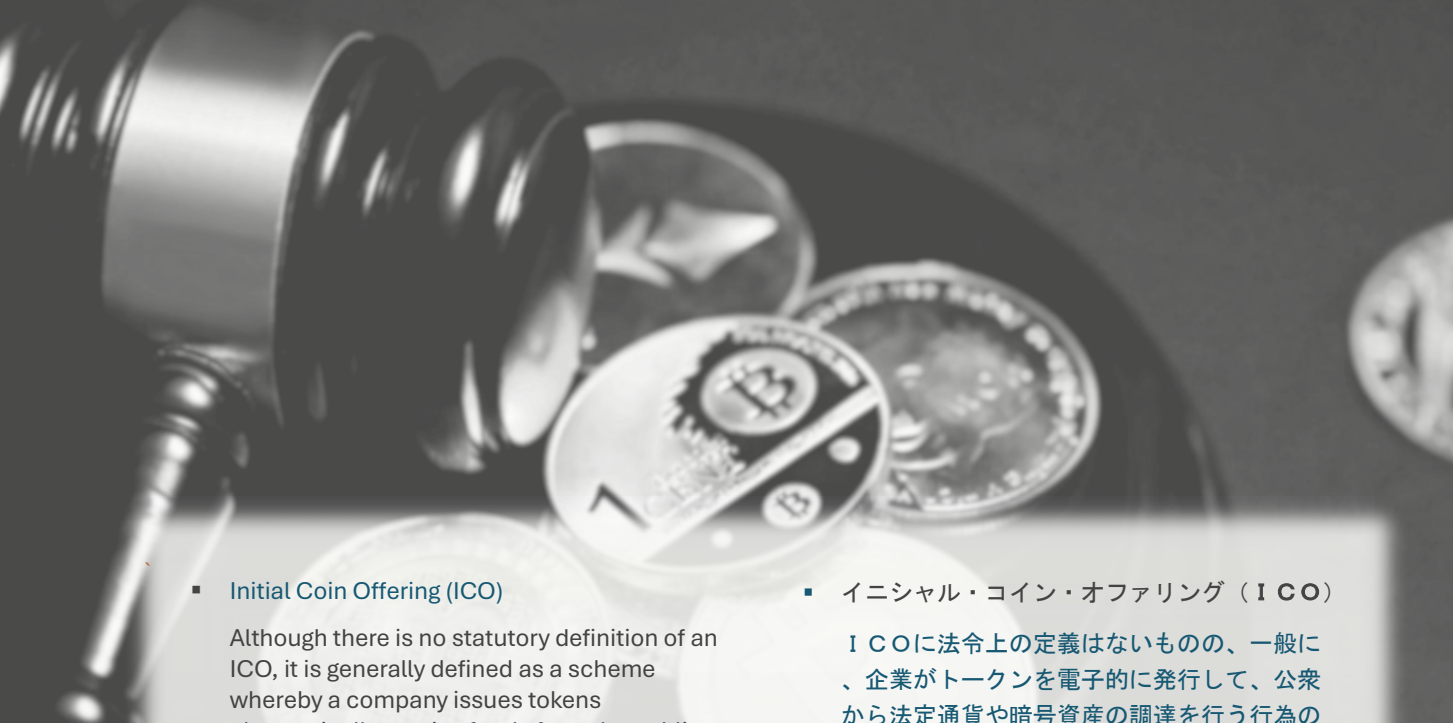 Initial Coin Offering (ICO)
Although there is no statutory definition of an
ICO, it is generally defined as a scheme
whereby a company issues tokens
イニシャル・コイン・オファリング（ＩＣＯ）
ＩＣＯに法令上の定義はないものの、一般に
、企業がトークンを電子的に発行して、公衆
から法定通貨や暗号資産の調達を行う行為の